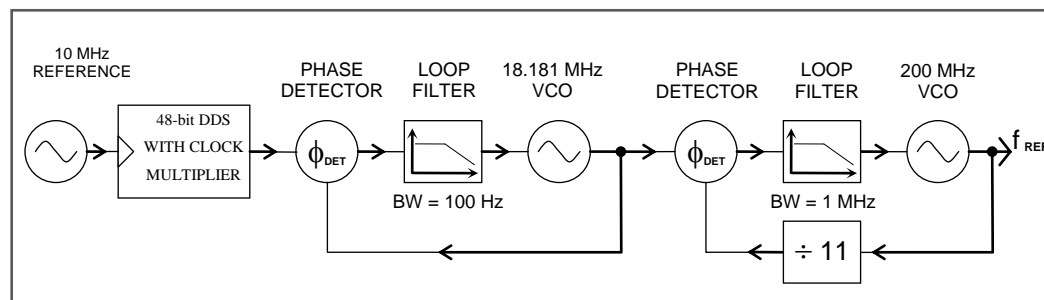 10 MHz
REFERENCE
48-bit DDS
WITH CLOCK
MULTIPLIER
PHASE
DETECTOR
ϕDET
LOOP
FILTER
BW = 100 Hz
18.181 MHz
VCO
PHASE
DETECTOR
ϕDET
LOOP
FILTER
BW = 1 MHz
÷ 11
200 MHz
VCO
f REF